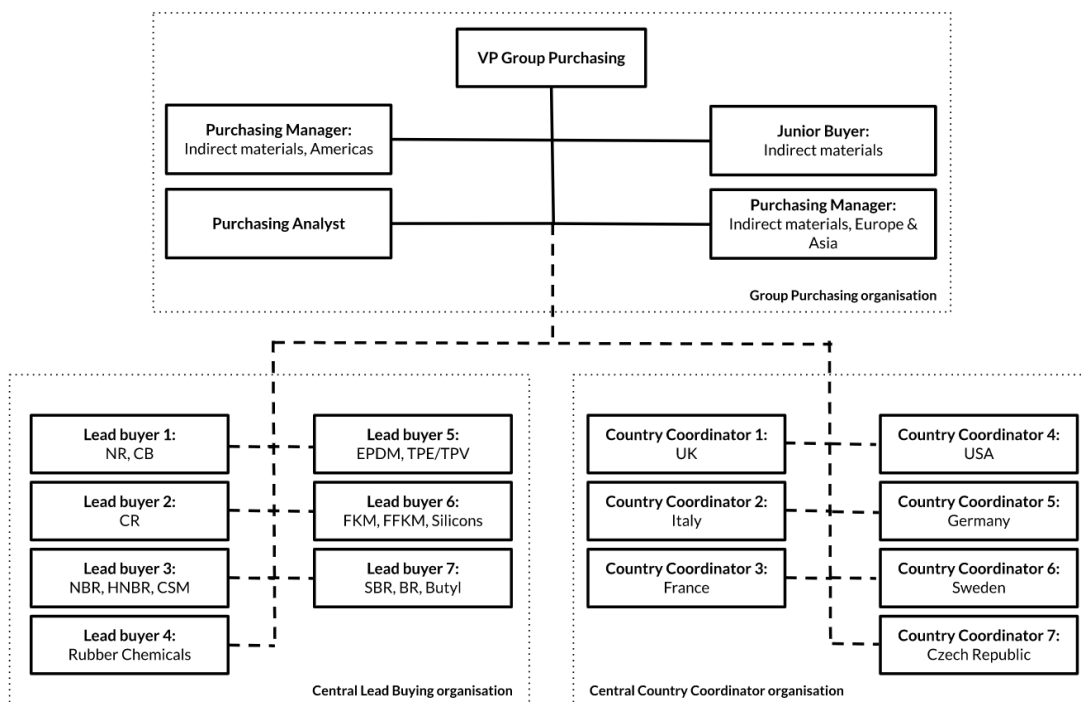 VP Group Purchasing
Purchasing Manager:
Indirect materials, Americas
Junior Buyer:
Indirect materials
Purchasing Analyst
Purchasing Manager:
Indirect materials, Europe &
Asia
Group Purchasing organisation
Lead buyer 1:
NR, CB
Lead buyer 5:
EPDM, TPE/TPV
Lead buyer 2:
CR
Lead buyer 6:
FKM, FFKM, Silicons
Lead buyer 3:
NBR, HNBR, CSM
Lead buyer 7:
SBR, BR, Butyl
Lead buyer 4:
Rubber Chemicals
Central Lead Buying organisation
Country Coordinator 1:
UK
Country Coordinator 4:
USA
Country Coordinator 2:
Italy
Country Coordinator 5:
Germany
Country Coordinator 3:
France
Country Coordinator 6:
Sweden
Country Coordinator 7:
Czech Republic
Central Country Coordinator organisation